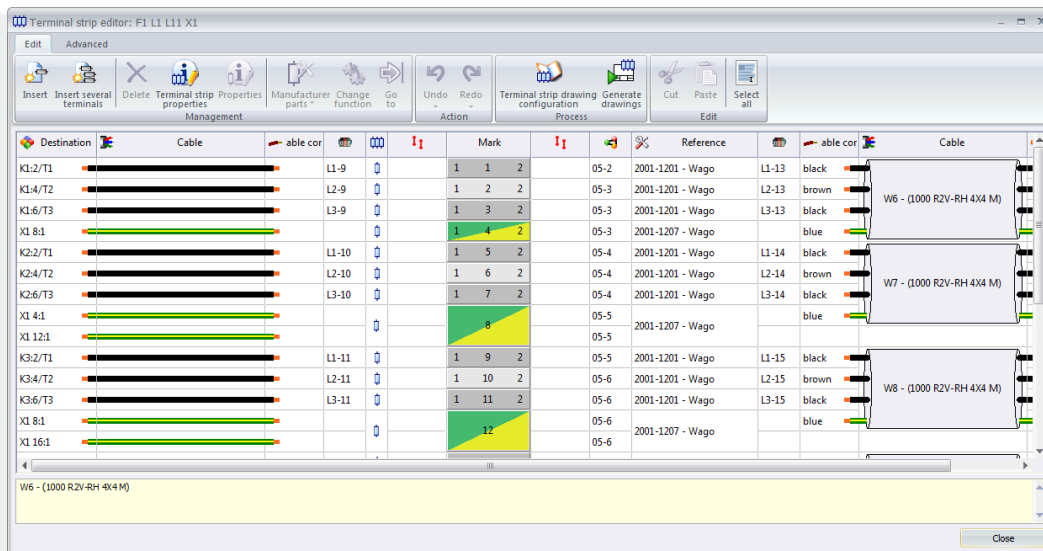 Terminal strip editor: F1 L1 L11 X1
Edit Advanced
Insert Insert several terminals Delete Terminal strip properties Properties Manufacturer parts Change function Go to Undo Redo Terminal strip drawing configuration Generate drawings Cut Paste Select all
Management Action Process Edit
Destination Cable able cor Mark Reference able cor Cable
K1:2/T1 L1-9 1 1 2 05-2 2001-1201 - Wago L1-13 black
K1:4/T2 L2-9 1 2 2 05-3 2001-1201 - Wago L2-13 brown
W6 - (1000 R2V-RH 4X4 M)
K1:6/T3 L3-9 1 3 2 05-3 2001-1201 - Wago L3-13 black
X1 8:1 1 4 2 05-3 2001-1207 - Wago blue
K2:2/T1 L1-10 1 5 2 05-4 2001-1201 - Wago L1-14 black
K2:4/T2 L2-10 1 6 2 05-4 2001-1201 - Wago L2-14 brown
W7 - (1000 R2V-RH 4X4 M)
K2:6/T3 L3-10 1 7 2 05-4 2001-1201 - Wago L3-14 black
X1 4:1 05-5 blue
8 2001-1207 - Wago
X1 12:1 05-5
K3:2/T1 L1-11 1 9 2 05-5 2001-1201 - Wago L1-15 black
K3:4/T2 L2-11 1 10 2 05-6 2001-1201 - Wago L2-15 brown
W8 - (1000 R2V-RH 4X4 M)
K3:6/T3 L3-11 1 11 2 05-6 2001-1201 - Wago L3-15 black
X1 8:1 05-6 blue
12 2001-1207 - Wago
X1 16:1 05-6
W6 - (1000 R2V-RH 4X4 M)
Close